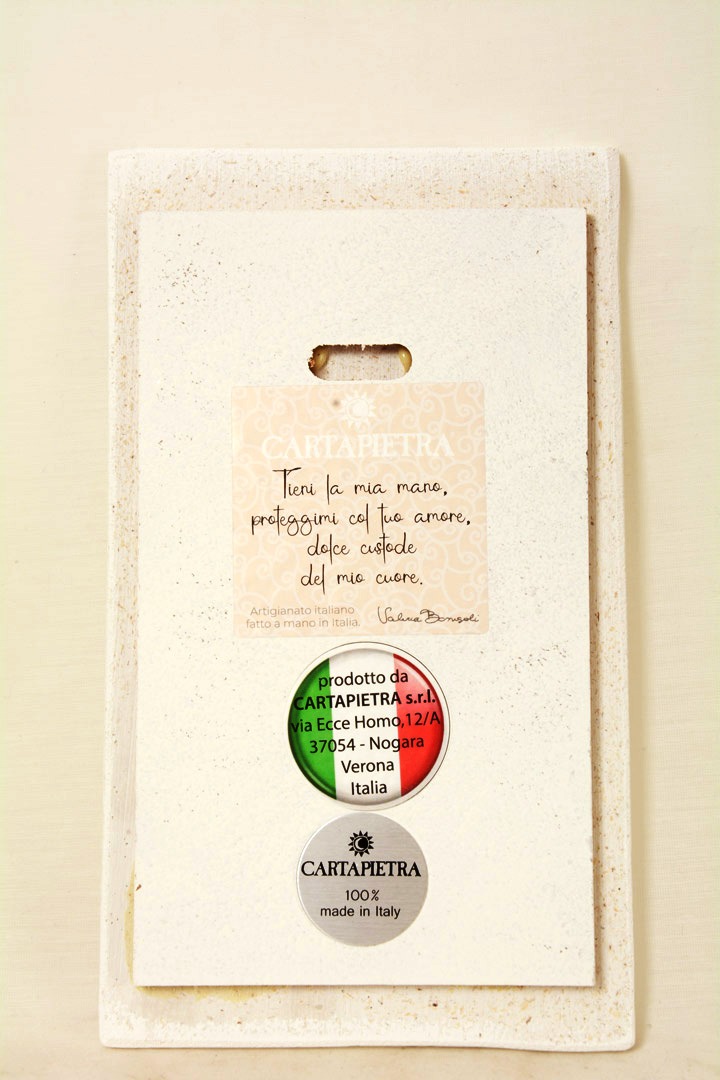 CARTAPIETRA
Tieni la mia mano,
proteggimi col tuo amore,
dolce custode
del mio cuore.
Artigianato italiano
fatto a mano in Italia.
prodotto da
CARTAPIETRA s.r.l.
via Ecce Homo,12/A
37054 - Nogara
Verona
Italia
CARTAPIETRA
100%
made in Italy